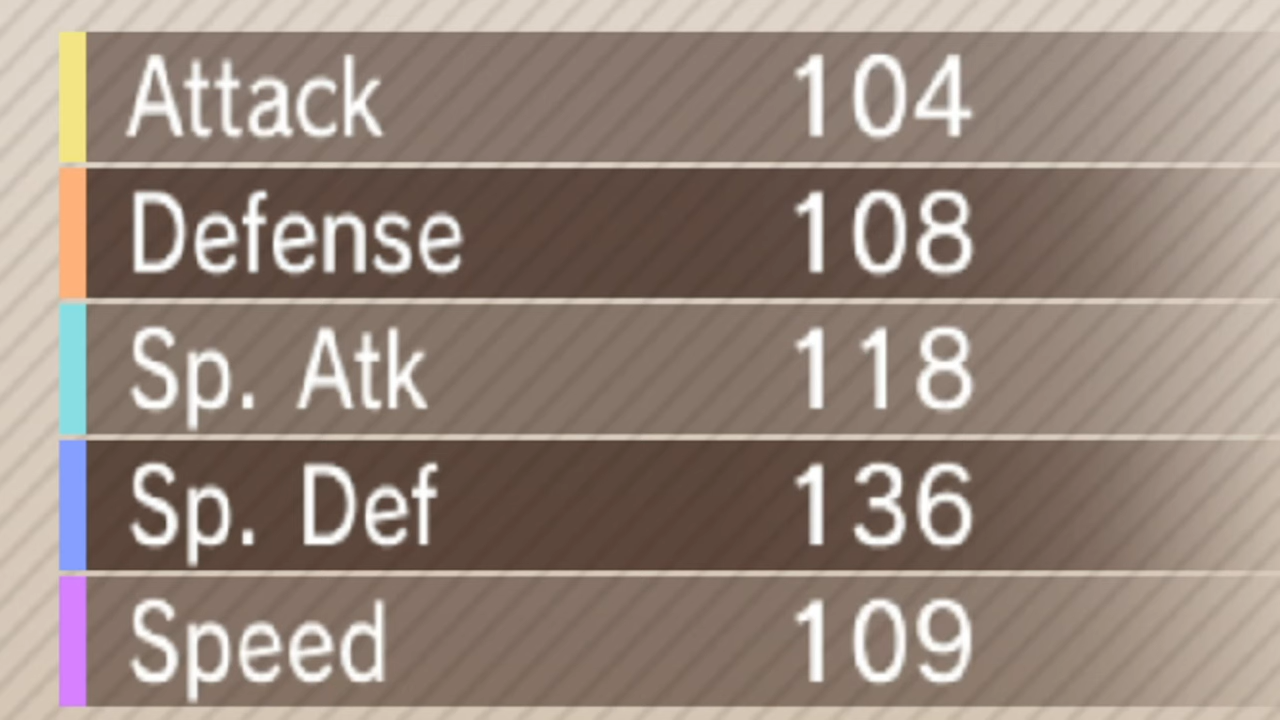 Attack 104
Defense 108
Sp. Atk 118
Sp. Def 136
Speed 109